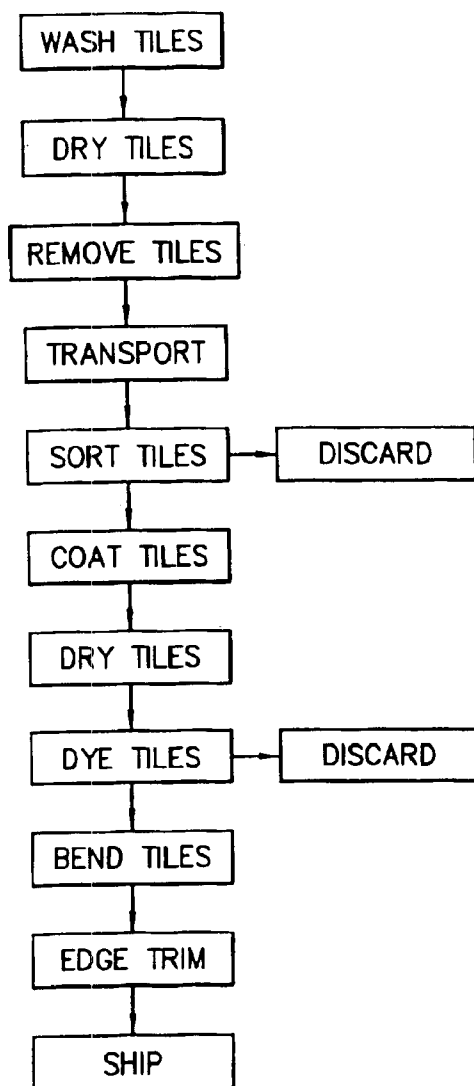 WASH TILES
DRY TILES
REMOVE TILES
TRANSPORT
SORT TILES
DISCARD
COAT TILES
DRY TILES
DYE TILES
DISCARD
BEND TILES
EDGE TRIM
SHIP